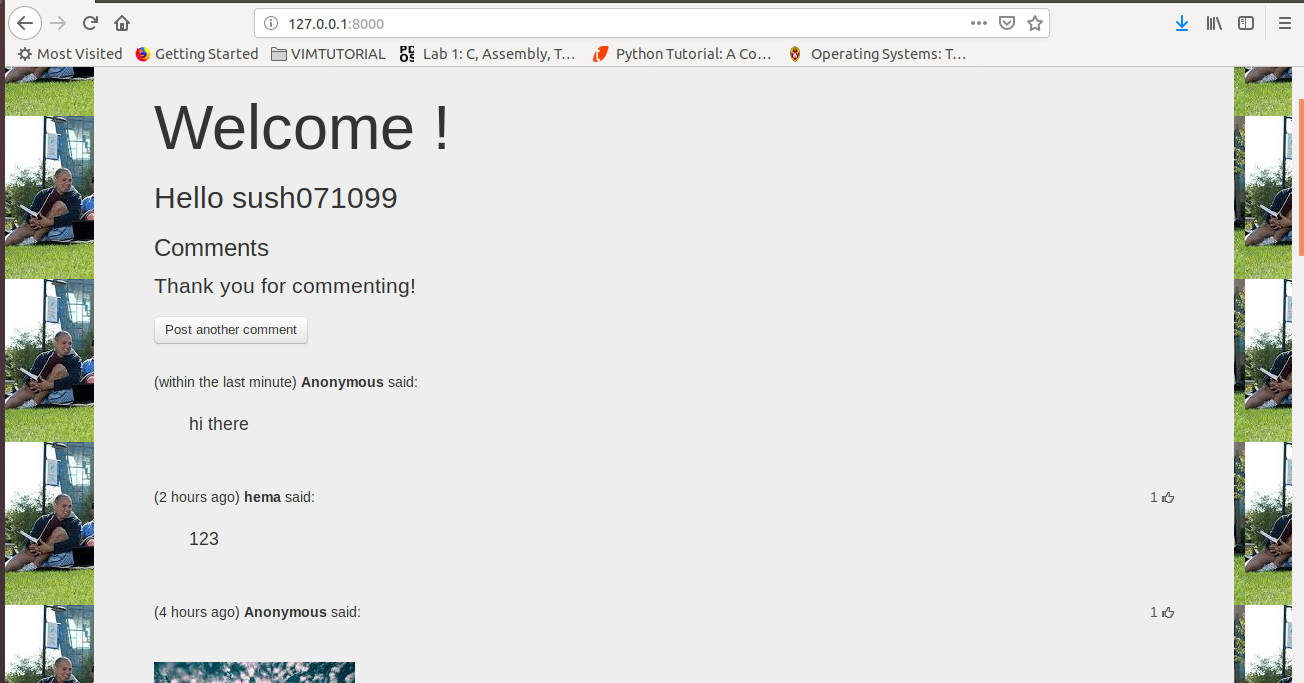 127.0.0.1:8000
Most Visited Getting Started VIMTUTORIAL Lab 1: C, Assembly, T… Python Tutorial: A Co… Operating Systems: T…
Welcome !
Hello sush071099
Comments
Thank you for commenting!
Post another comment
(within the last minute) Anonymous said:
hi there
(2 hours ago) hema said: 1
123
(4 hours ago) Anonymous said: 1